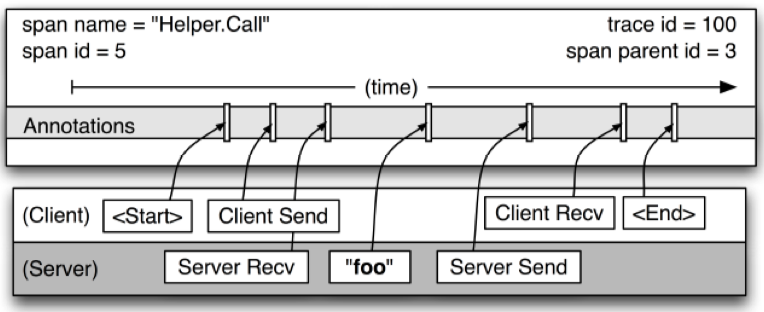 span name = "Helper.Call" trace id = 100
span id = 5 span parent id = 3
(time)
Annotations
(Client) <Start> Client Send Client Recv <End>
(Server) Server Recv "foo" Server Send